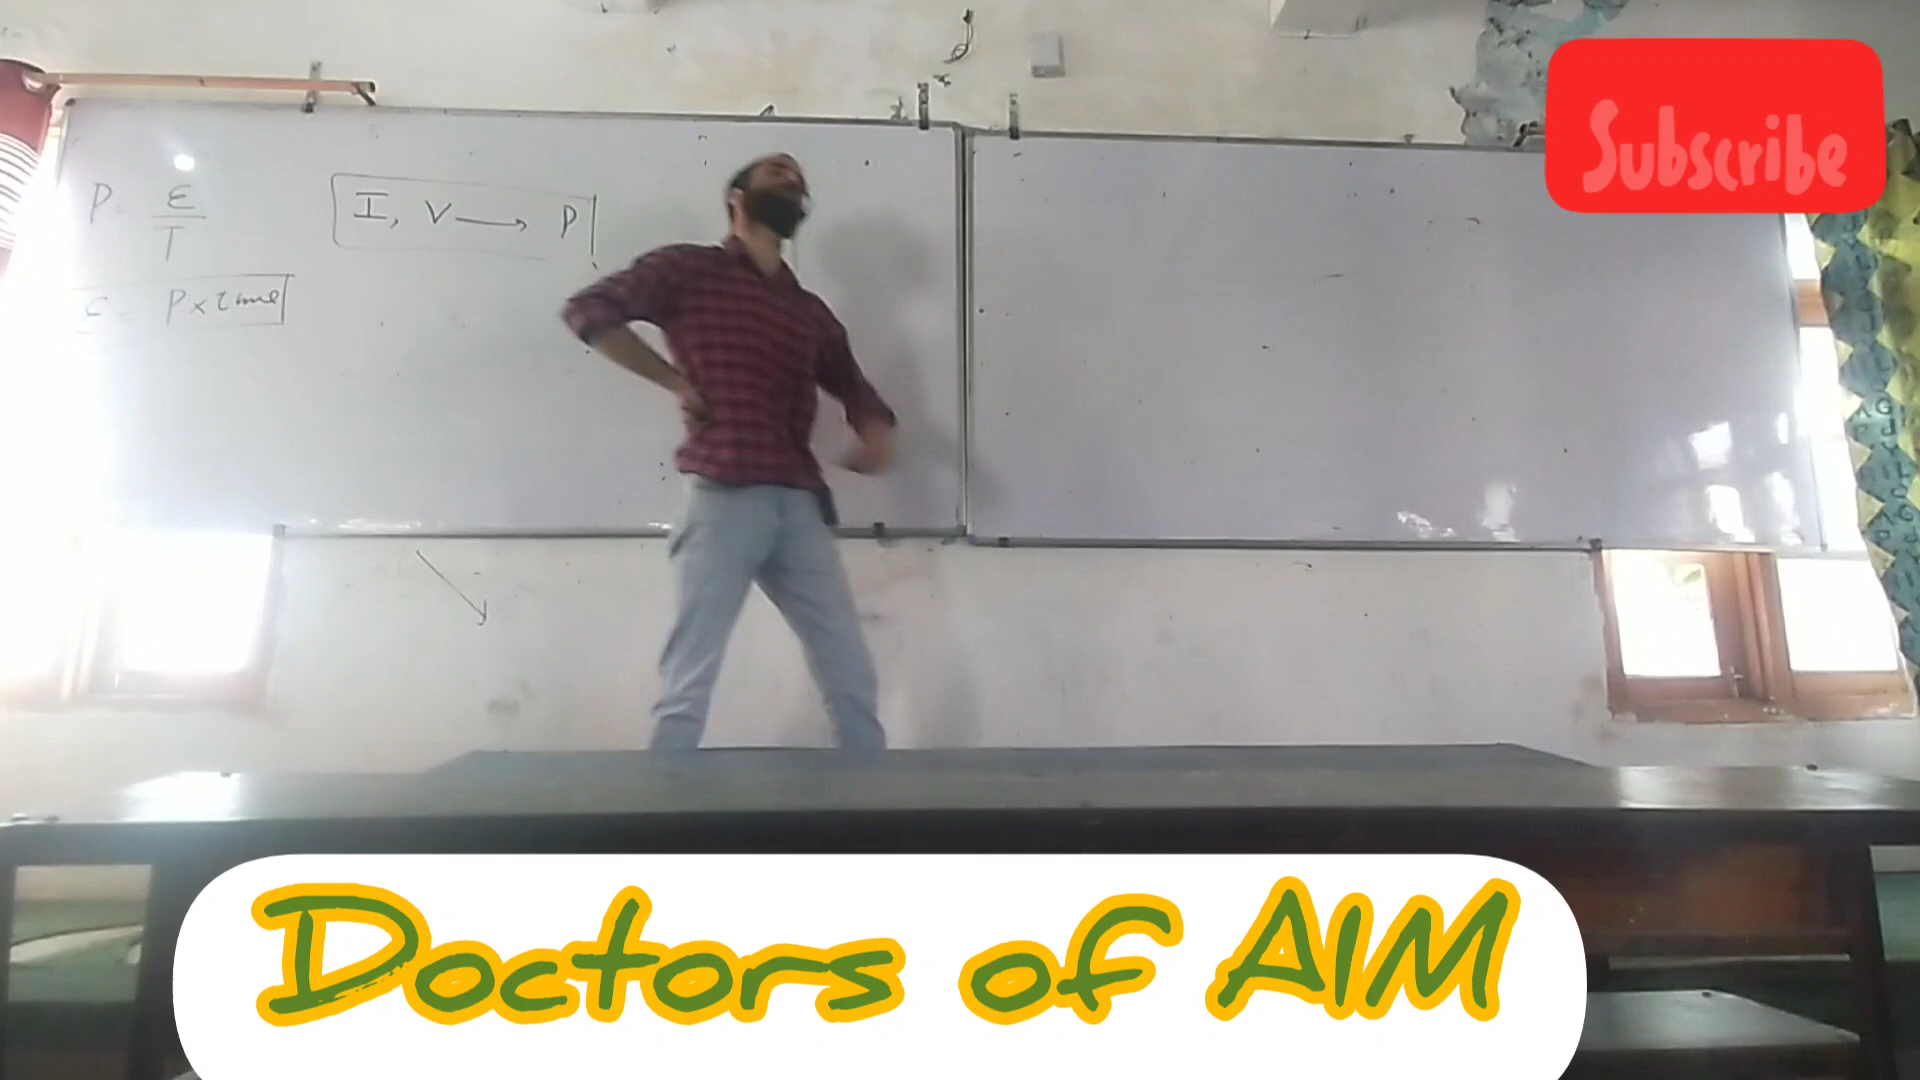 Subscribe
P = E/T
I, V → P
E = P x time
Doctors of AIM